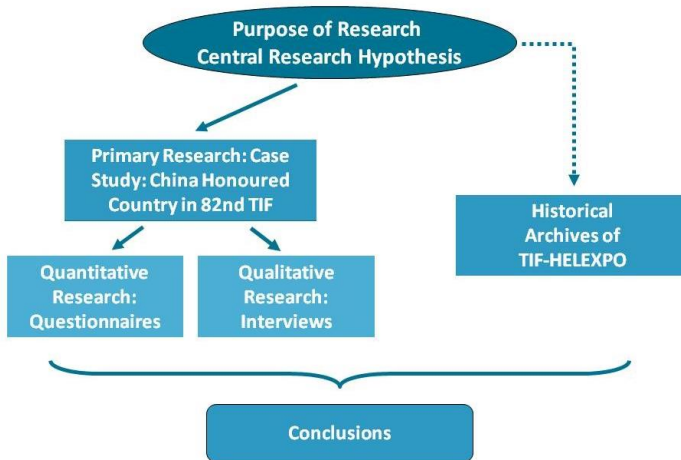 Purpose of Research
Central Research Hypothesis
Primary Research: Case
Study: China Honoured
Country in 82nd TIF
Historical
Archives of
TIF-HELEXPO
Quantitative
Research:
Questionnaires
Qualitative
Research:
Interviews
Conclusions